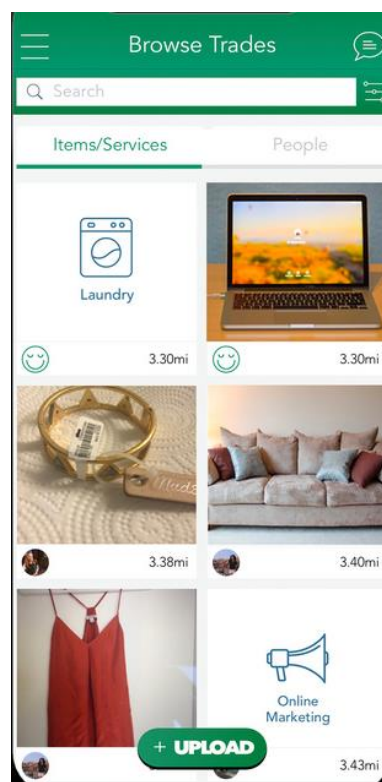 Browse Trades
Search
Items/Services
People
Laundry
3.30mi
3.30mi
3.38mi
3.40mi
Online
Marketing
+ UPLOAD
3.43mi